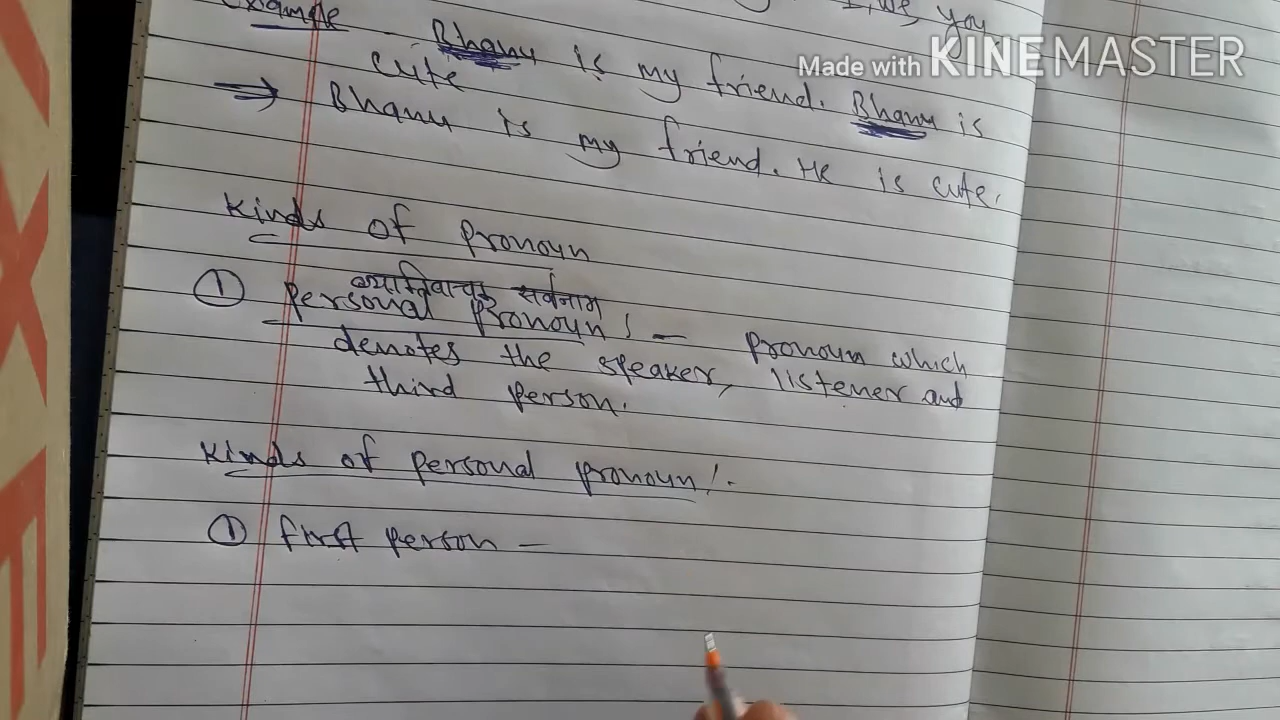 I, we, you
Example - Bhanu is my friend. Bhanu is
cute
Made with KINEMASTER
⇒ Bhanu is my friend. He is cute.
Kinds of pronoun
व्यक्तिवाचक सर्वनाम
① Personal Pronoun :- pronoun which
denotes the speaker, listener and
third person.
Kinds of personal pronoun :-
① First person -